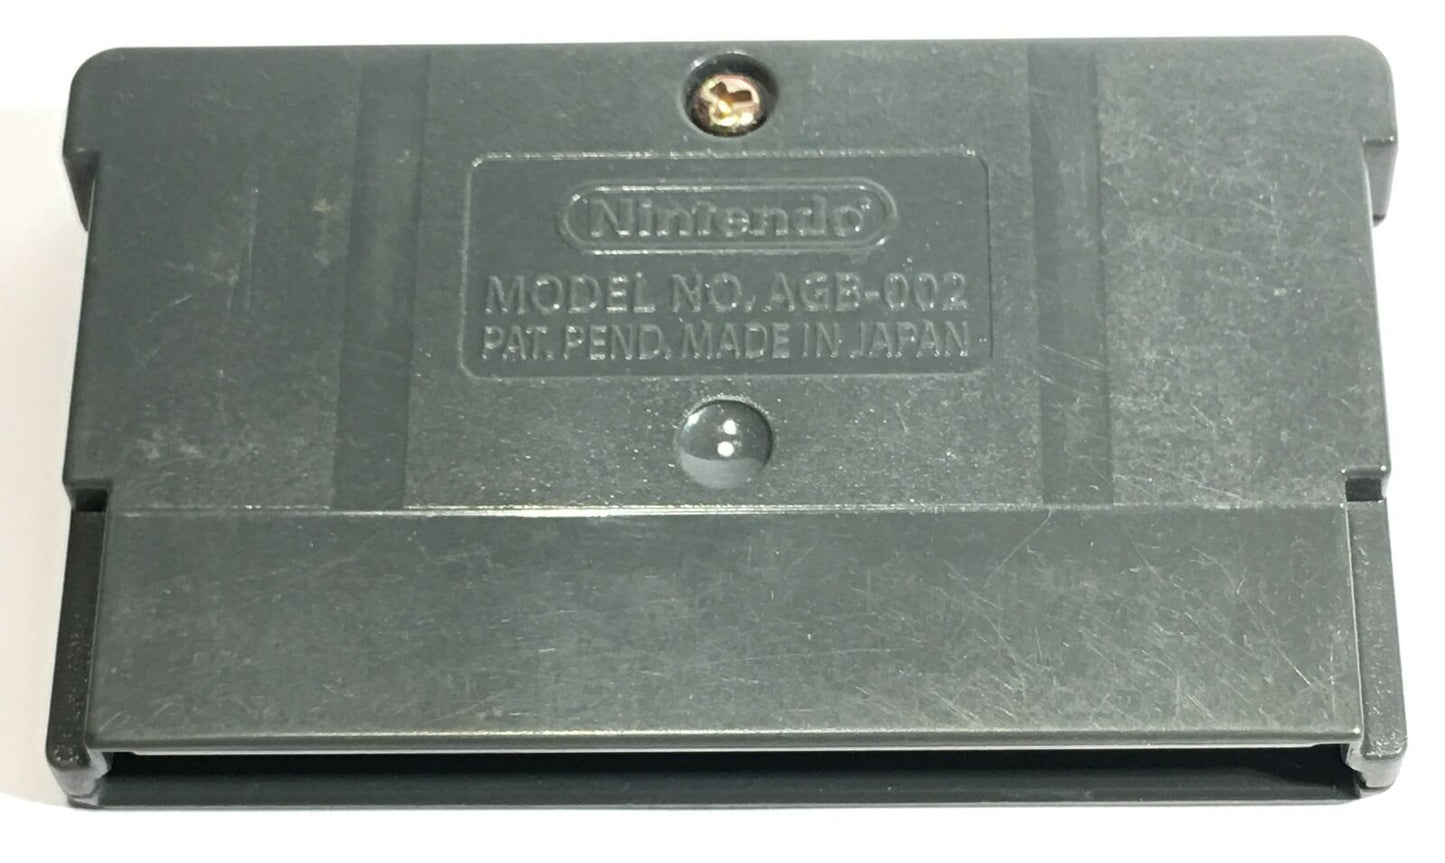 Nintendo®
MODEL NO. AGB-002
PAT. PEND. MADE IN JAPAN